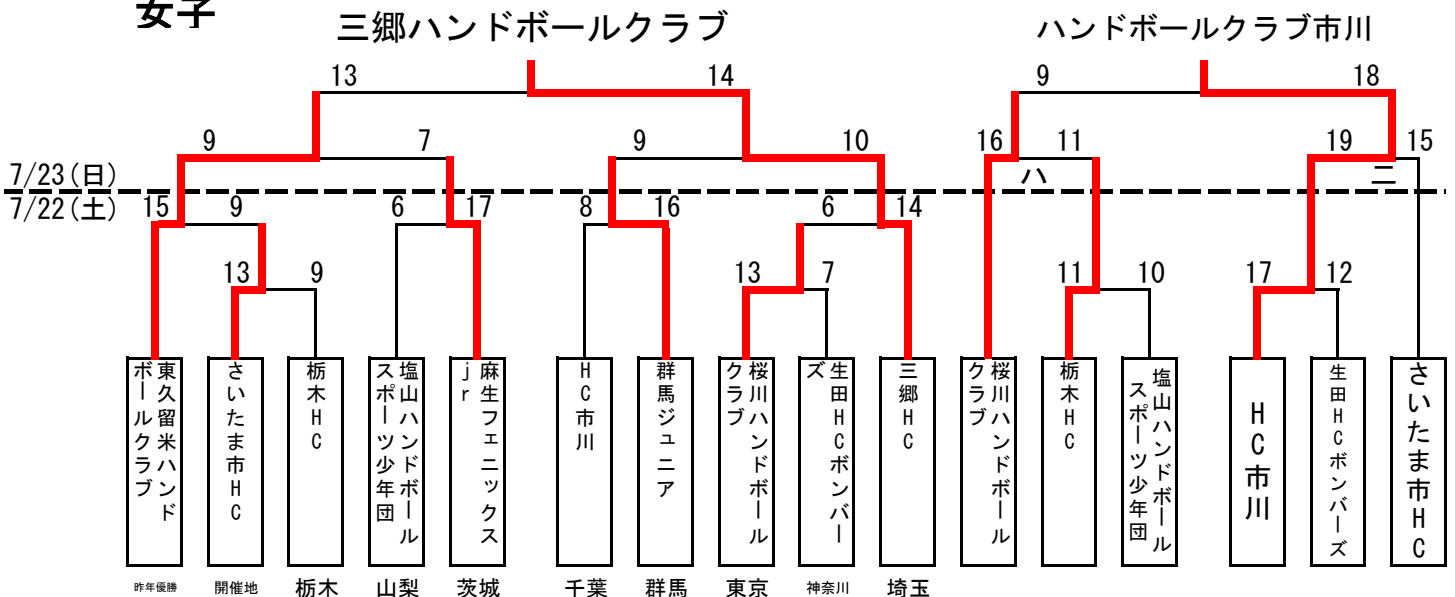 女子
三郷ハンドボールクラブ
ハンドボールクラブ市川
13 14 9 18
9 7 9 10 16 11 19 15
7/23(日)
ハ ニ
7/22(土)
15 9 6 17 8 16 6 14
13 9 13 7 11 10 17 12
東久留米ハンド
ボールクラブ
さいたま市HC
栃木HC
塩山ハンドボール
スポーツ少年団
麻生フェニックス
jr
HC市川
群馬ジュニア
桜川ハンドボール
クラブ
生田HCボンバー
ズ
三郷HC
桜川ハンドボール
クラブ
栃木HC
塩山ハンドボール
スポーツ少年団
HC市川
生田HCボンバーズ
さいたま市HC
昨年優勝 開催地 栃木 山梨 茨城 千葉 群馬 東京 神奈川 埼玉